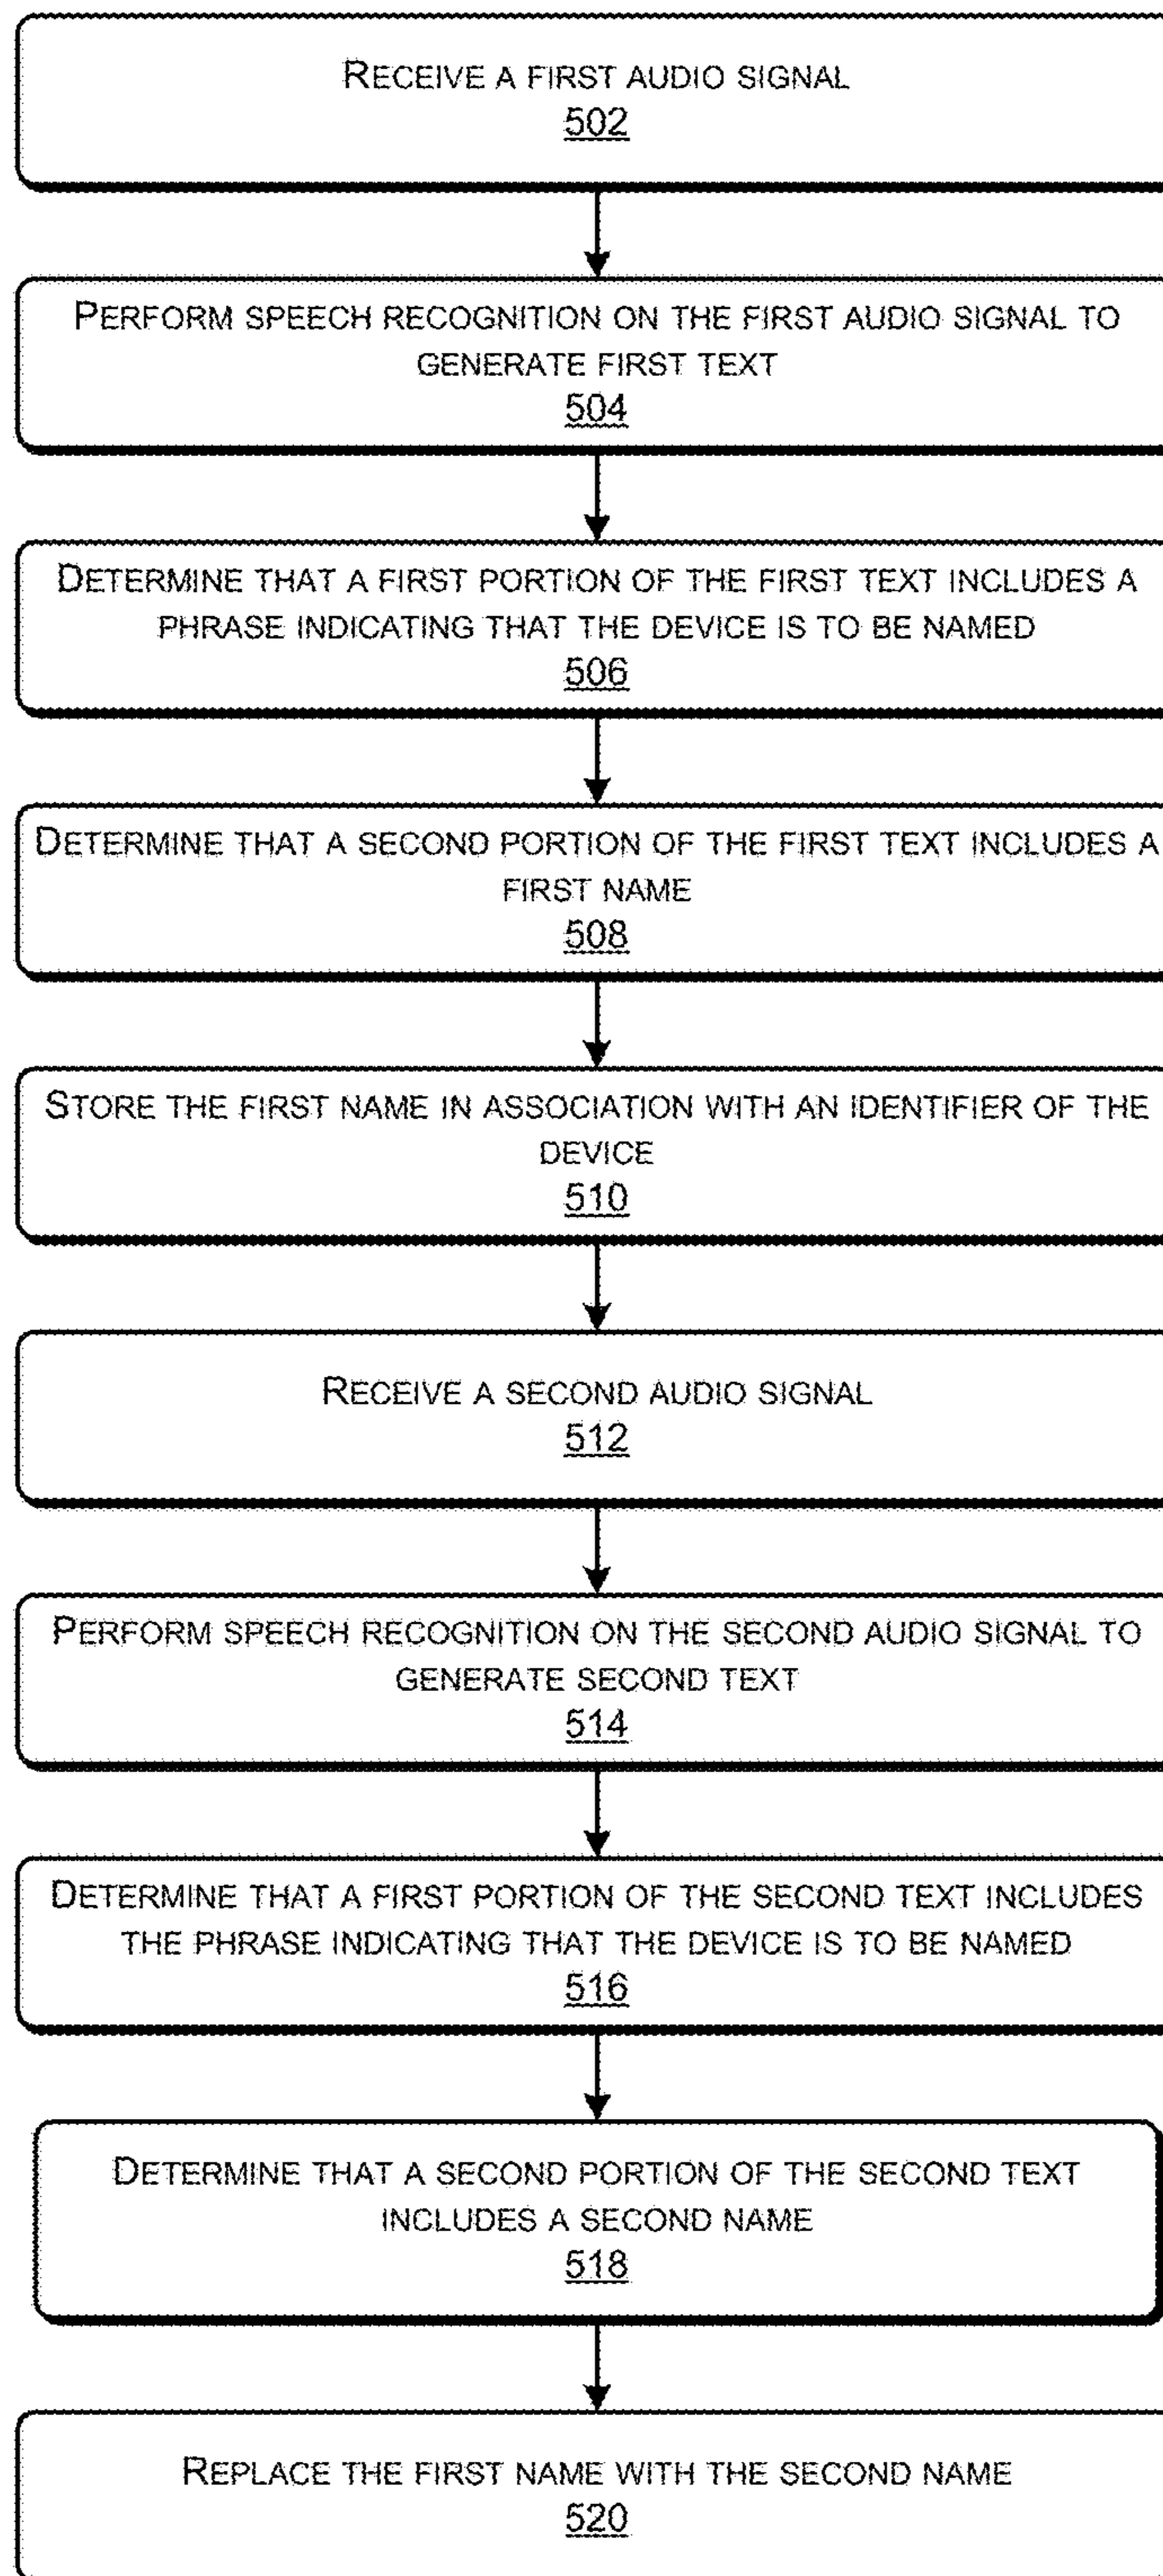 RECEIVE A FIRST AUDIO SIGNAL
502
PERFORM SPEECH RECOGNITION ON THE FIRST AUDIO SIGNAL TO
GENERATE FIRST TEXT
504
DETERMINE THAT A FIRST PORTION OF THE FIRST TEXT INCLUDES A
PHRASE INDICATING THAT THE DEVICE IS TO BE NAMED
506
DETERMINE THAT A SECOND PORTION OF THE FIRST TEXT INCLUDES A
FIRST NAME
508
STORE THE FIRST NAME IN ASSOCIATION WITH AN IDENTIFIER OF THE
DEVICE
510
RECEIVE A SECOND AUDIO SIGNAL
512
PERFORM SPEECH RECOGNITION ON THE SECOND AUDIO SIGNAL TO
GENERATE SECOND TEXT
514
DETERMINE THAT A FIRST PORTION OF THE SECOND TEXT INCLUDES
THE PHRASE INDICATING THAT THE DEVICE IS TO BE NAMED
516
DETERMINE THAT A SECOND PORTION OF THE SECOND TEXT
INCLUDES A SECOND NAME
518
REPLACE THE FIRST NAME WITH THE SECOND NAME
520